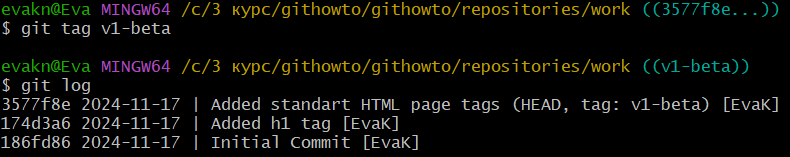 evakn@Eva MINGW64 /c/3 курс/githowto/githowto/repositories/work ((3577f8e...))
$ git tag v1-beta
evakn@Eva MINGW64 /c/3 курс/githowto/githowto/repositories/work ((v1-beta))
$ git log
3577f8e 2024-11-17 | Added standart HTML page tags (HEAD, tag: v1-beta) [EvaK]
174d3a6 2024-11-17 | Added h1 tag [EvaK]
186fd86 2024-11-17 | Initial Commit [EvaK]